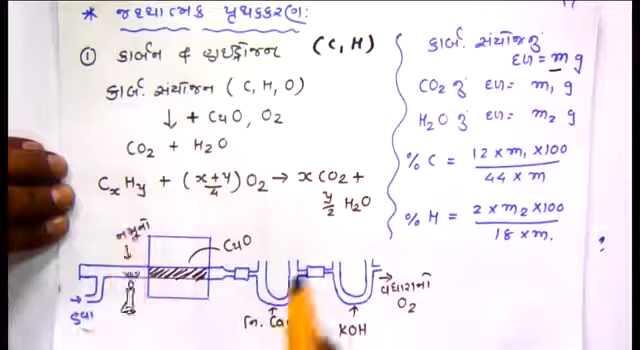 * જથ્થાત્મક પૃથક્કરણ:
① કાર્બન & હાઇડ્રોજન (C, H)
કાર્બ. સંયોજન (C, H, O)
↓ + CuO, O₂
CO₂ + H₂O
CₓHᵧ + (x+y/4) O₂ → x CO₂ +
y/2 H₂O
નમૂનો
CuO
હવા
નિ. Ca
KOH
વધારાનો
O₂
કાર્બ. સંયોજનનું
દળ = m g
CO₂ નું દળ = m₁ g
H₂O નું દળ = m₂ g
% C = 12 × m₁ × 100 / 44 × m
% H = 2 × m₂ × 100 / 18 × m.